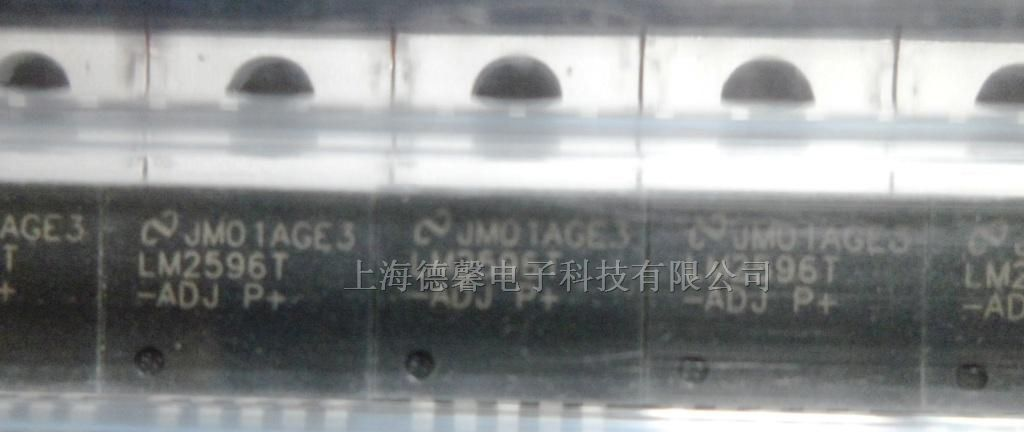 AGE3
T
+
JM01AGE3
LM2596T
-ADJ P+
JM01AGE3
-ADJ P+
JM01AGE3
LM2596T
-ADJ P+
LM2
-AD
上海德馨电子科技有限公司